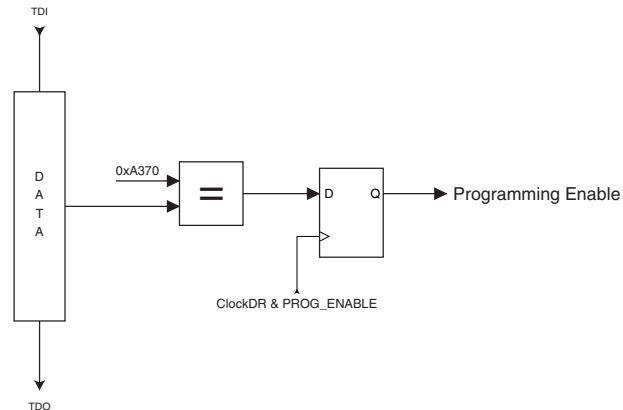 TDI
D
A
T
A
0xA370
=
D
Q
Programming Enable
ClockDR & PROG_ENABLE
TDO